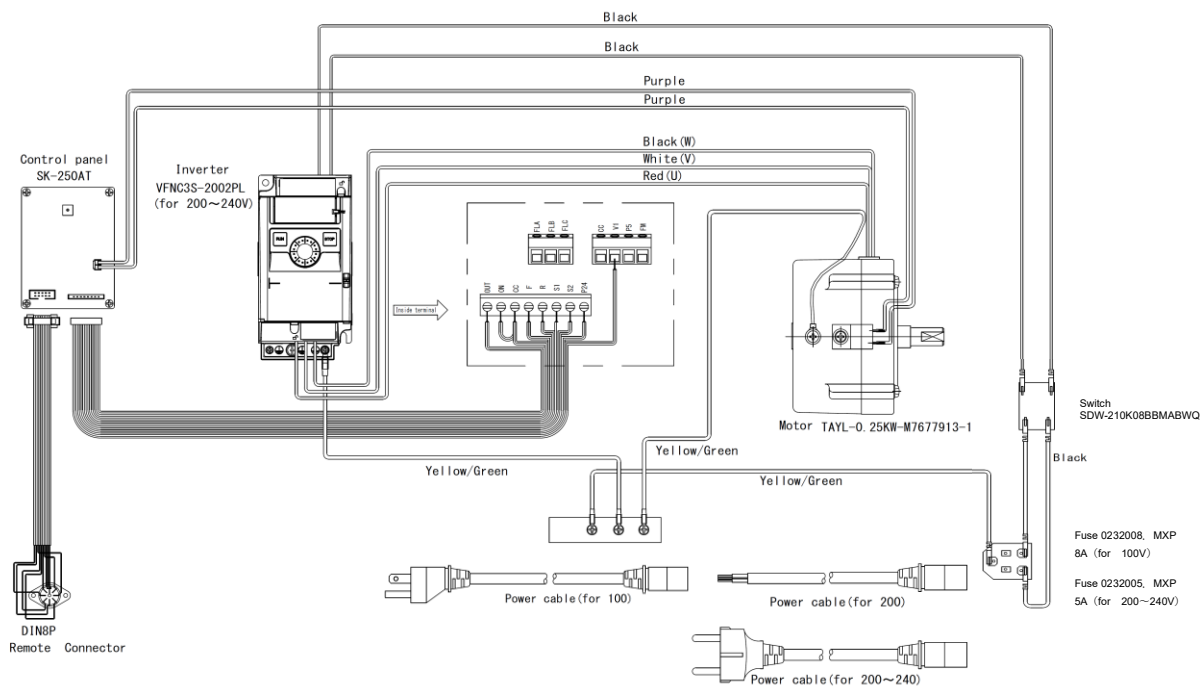 Black
Black
Purple
Purple
Black(W)
White(V)
Red(U)
Control panel
SK-250AT
Inverter
VFNC3S-2002PL
(for 200～240V)
RUN
STOP
Inside terminal
FLA
FLB
FLC
CC
VI
P5
FM
OUT
ON
CC
F
R
S1
S2
P24
Motor TAYL-0.25KW-M7677913-1
Switch
SDW-210K08BBMABWQ
Black
Yellow/Green
Yellow/Green
Yellow/Green
Fuse 0232008, MXP
8A (for 100V)
Fuse 0232005, MXP
5A (for 200～240V)
Power cable(for 100)
Power cable(for 200)
Power cable(for 200～240)
DIN8P
Remote Connector